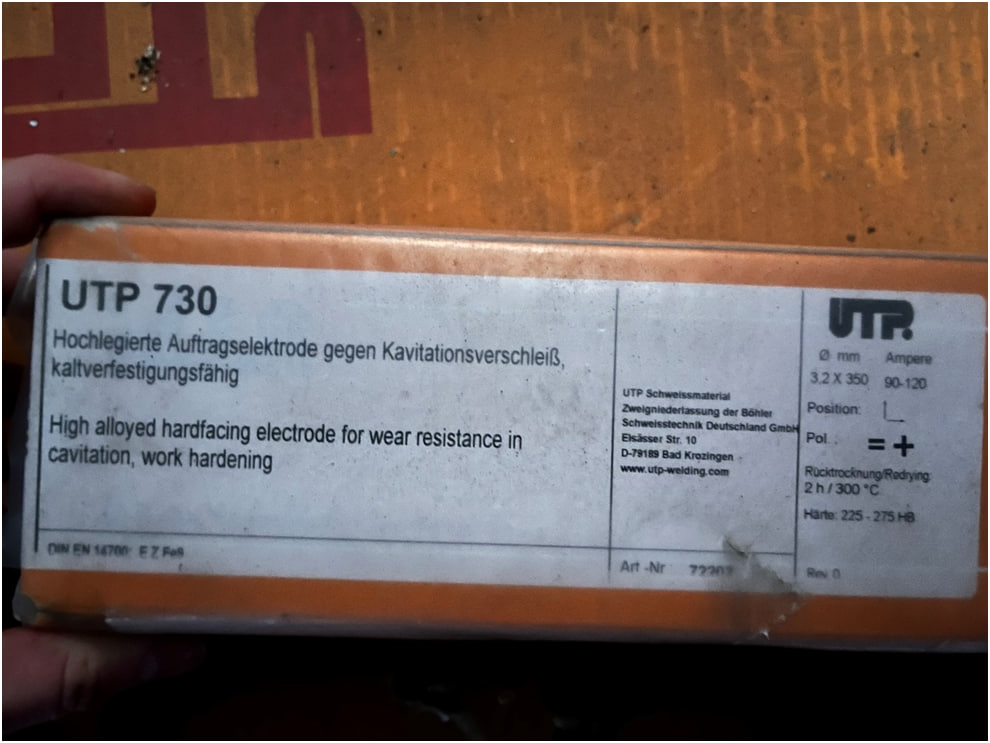 UTP 730
Hochlegierte Auftragselektrode gegen Kavitationsverschleiß,
kaltverfestigungsfähig
High alloyed hardfacing electrode for wear resistance in
cavitation, work hardening
DIN EN 14700: E Z Fe9
UTP Schweissmaterial
Zweigniederlassung der Böhler
Schweisstechnik Deutschland GmbH
Elsässer Str. 10
D-79189 Bad Krozingen
www.utp-welding.com
Art-Nr
UTP.
Ø mm Ampere
3,2 X 350 90-120
Position:
Pol. : = +
Rücktrocknung/Redrying:
2 h / 300 °C
Härte: 225 - 275 HB
Rev. 0